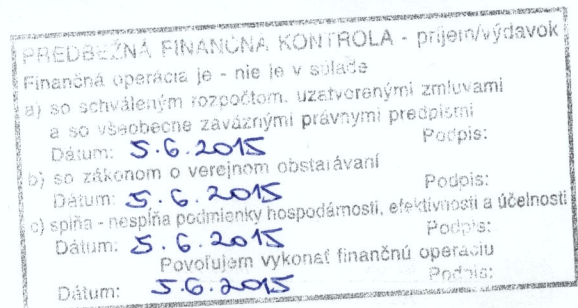 PREDBEŽNÁ FINANČNÁ KONTROLA - príjem/výdavok
Finančná operácia je - nie je v súlade
a) so schváleným rozpočtom, uzatvorenými zmluvami
a so všeobecne záväznými právnymi predpismi
Dátum: 5.6.2015 Podpis:
b) so zákonom o verejnom obstarávaní
Dátum: 5.6.2015 Podpis:
c) spĺňa - nespĺňa podmienky hospodárnosti, efektívnosti a účelnosti
Dátum: 5.6.2015 Podpis:
Povoľujem vykonať finančnú operáciu
Dátum: 5.6.2015 Podpis: